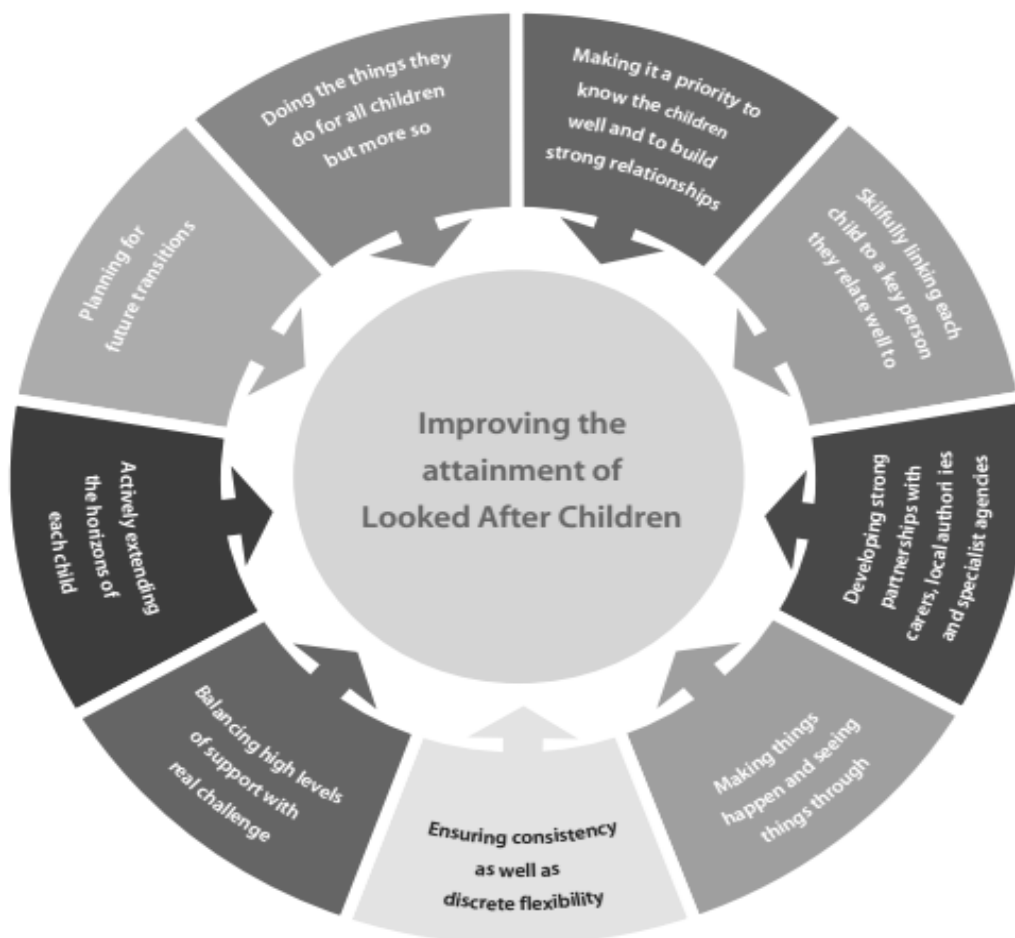 Doing the things they
do for all children
but more so
Making it a priority to
know the children
well and to build
strong relationships
Skilfully linking each
child to a key person
they relate well to
Developing strong
partnerships with
carers, local authori ies
and specialist agencies
Making things
happen and seeing
things through
Ensuring consistency
as well as
discrete flexibility
Balancing high levels
of support with
real challenge
Actively extending
the horizons of
each child
Planning for
future transitions
Improving the
attainment of
Looked After Children